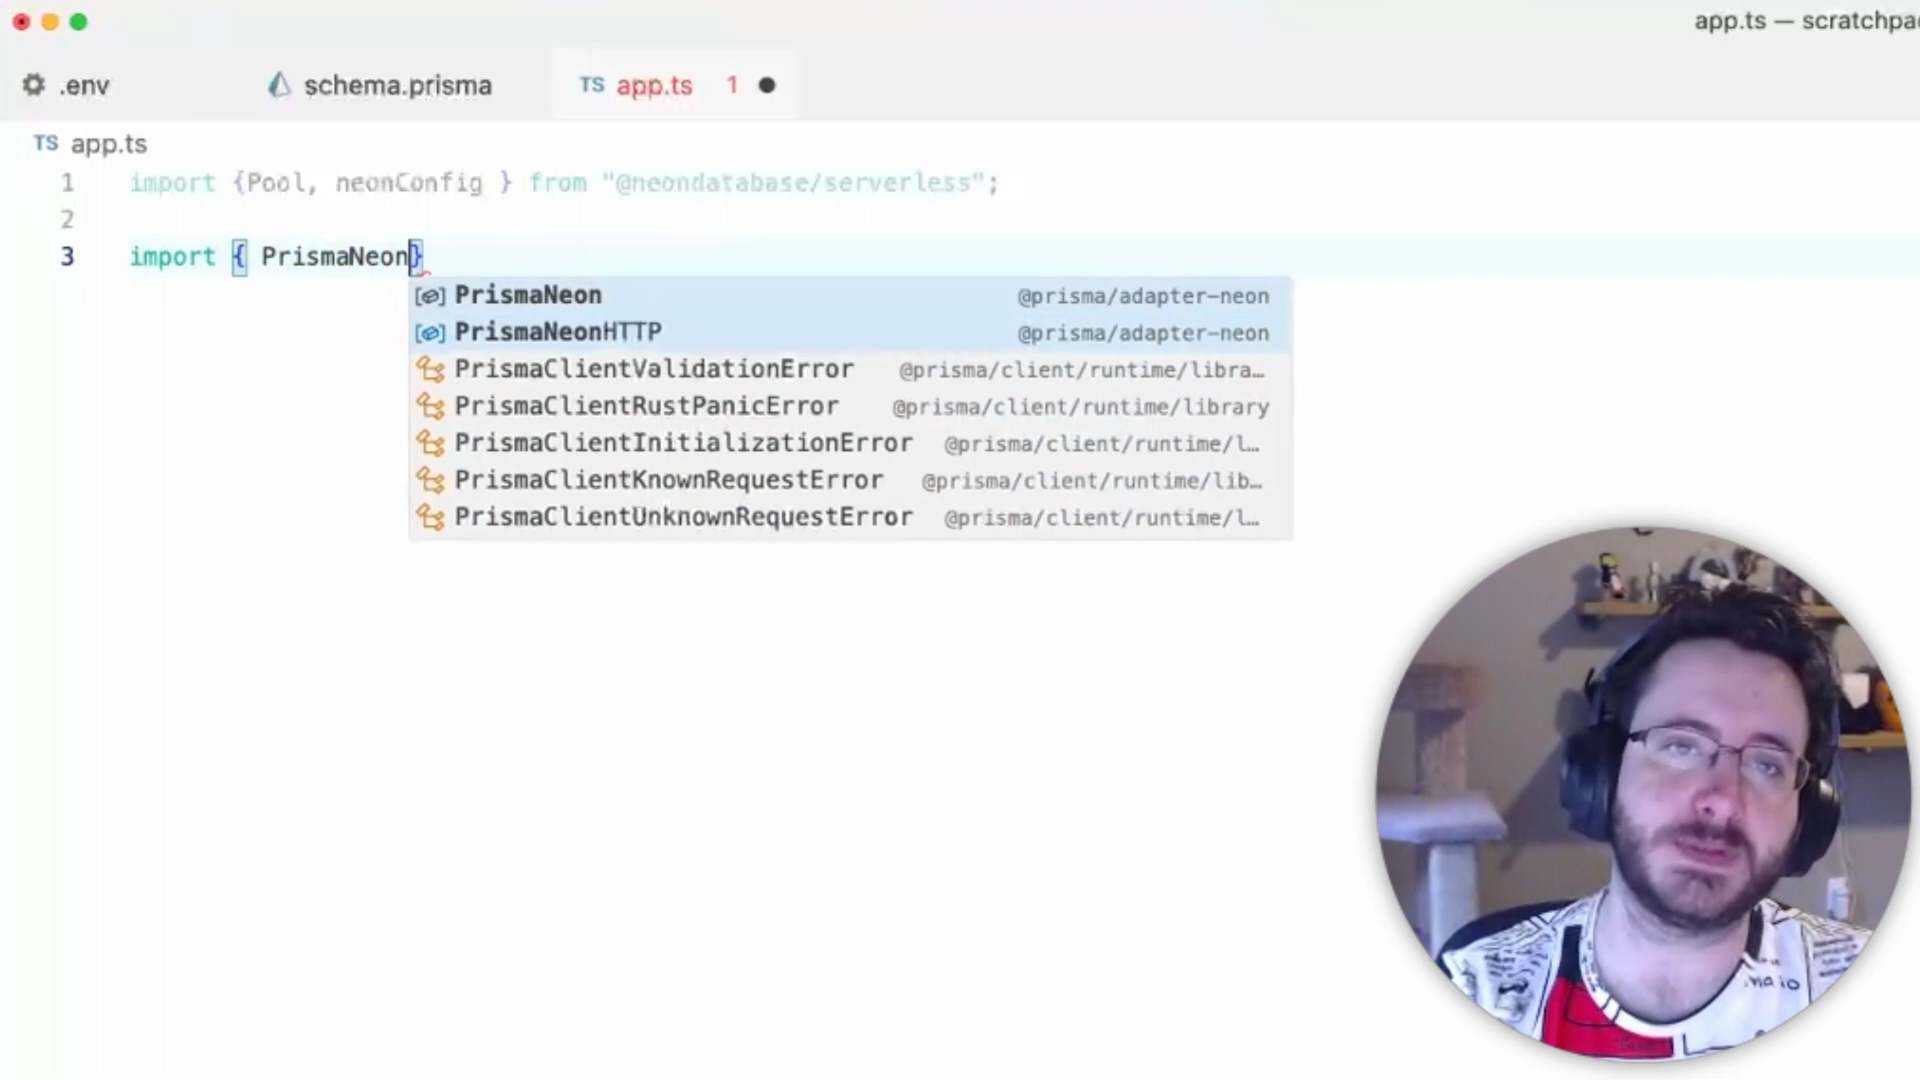 app.ts — scratchpa
.env
schema.prisma
TS app.ts 1
TS app.ts
1 import {Pool, neonConfig } from "@neondatabase/serverless";
2
3 import { PrismaNeon}
PrismaNeon @prisma/adapter-neon
PrismaNeonHTTP @prisma/adapter-neon
PrismaClientValidationError @prisma/client/runtime/libra…
PrismaClientRustPanicError @prisma/client/runtime/library
PrismaClientInitializationError @prisma/client/runtime/l…
PrismaClientKnownRequestError @prisma/client/runtime/lib…
PrismaClientUnknownRequestError @prisma/client/runtime/l…